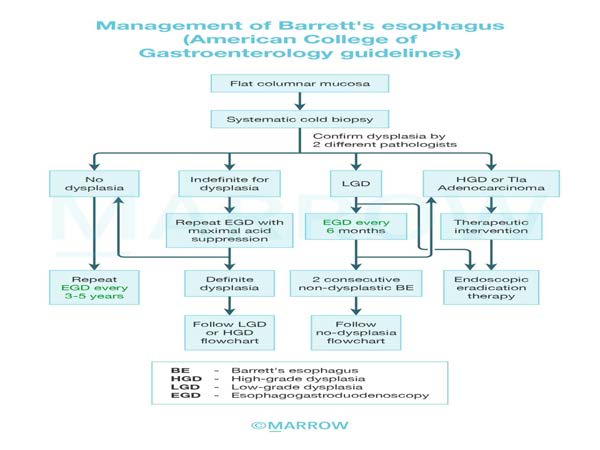 Management of Barrett's esophagus
(American College of
Gastroenterology guidelines)
Flat columnar mucosa
Systematic cold biopsy
Confirm dysplasia by
2 different pathologists
No
dysplasia
Indefinite for
dysplasia
LGD
HGD or T1a
Adenocarcinoma
Repeat EGD with
maximal acid
suppression
EGD every
6 months
Therapeutic
intervention
Repeat
EGD every
3-5 years
Definite
dysplasia
2 consecutive
non-dysplastic BE
Endoscopic
eradication
therapy
Follow LGD
or HGD
flowchart
Follow
no-dysplasia
flowchart
BE - Barrett's esophagus
HGD - High-grade dysplasia
LGD - Low-grade dysplasia
EGD - Esophagogastroduodenoscopy
©MARROW
MARROW